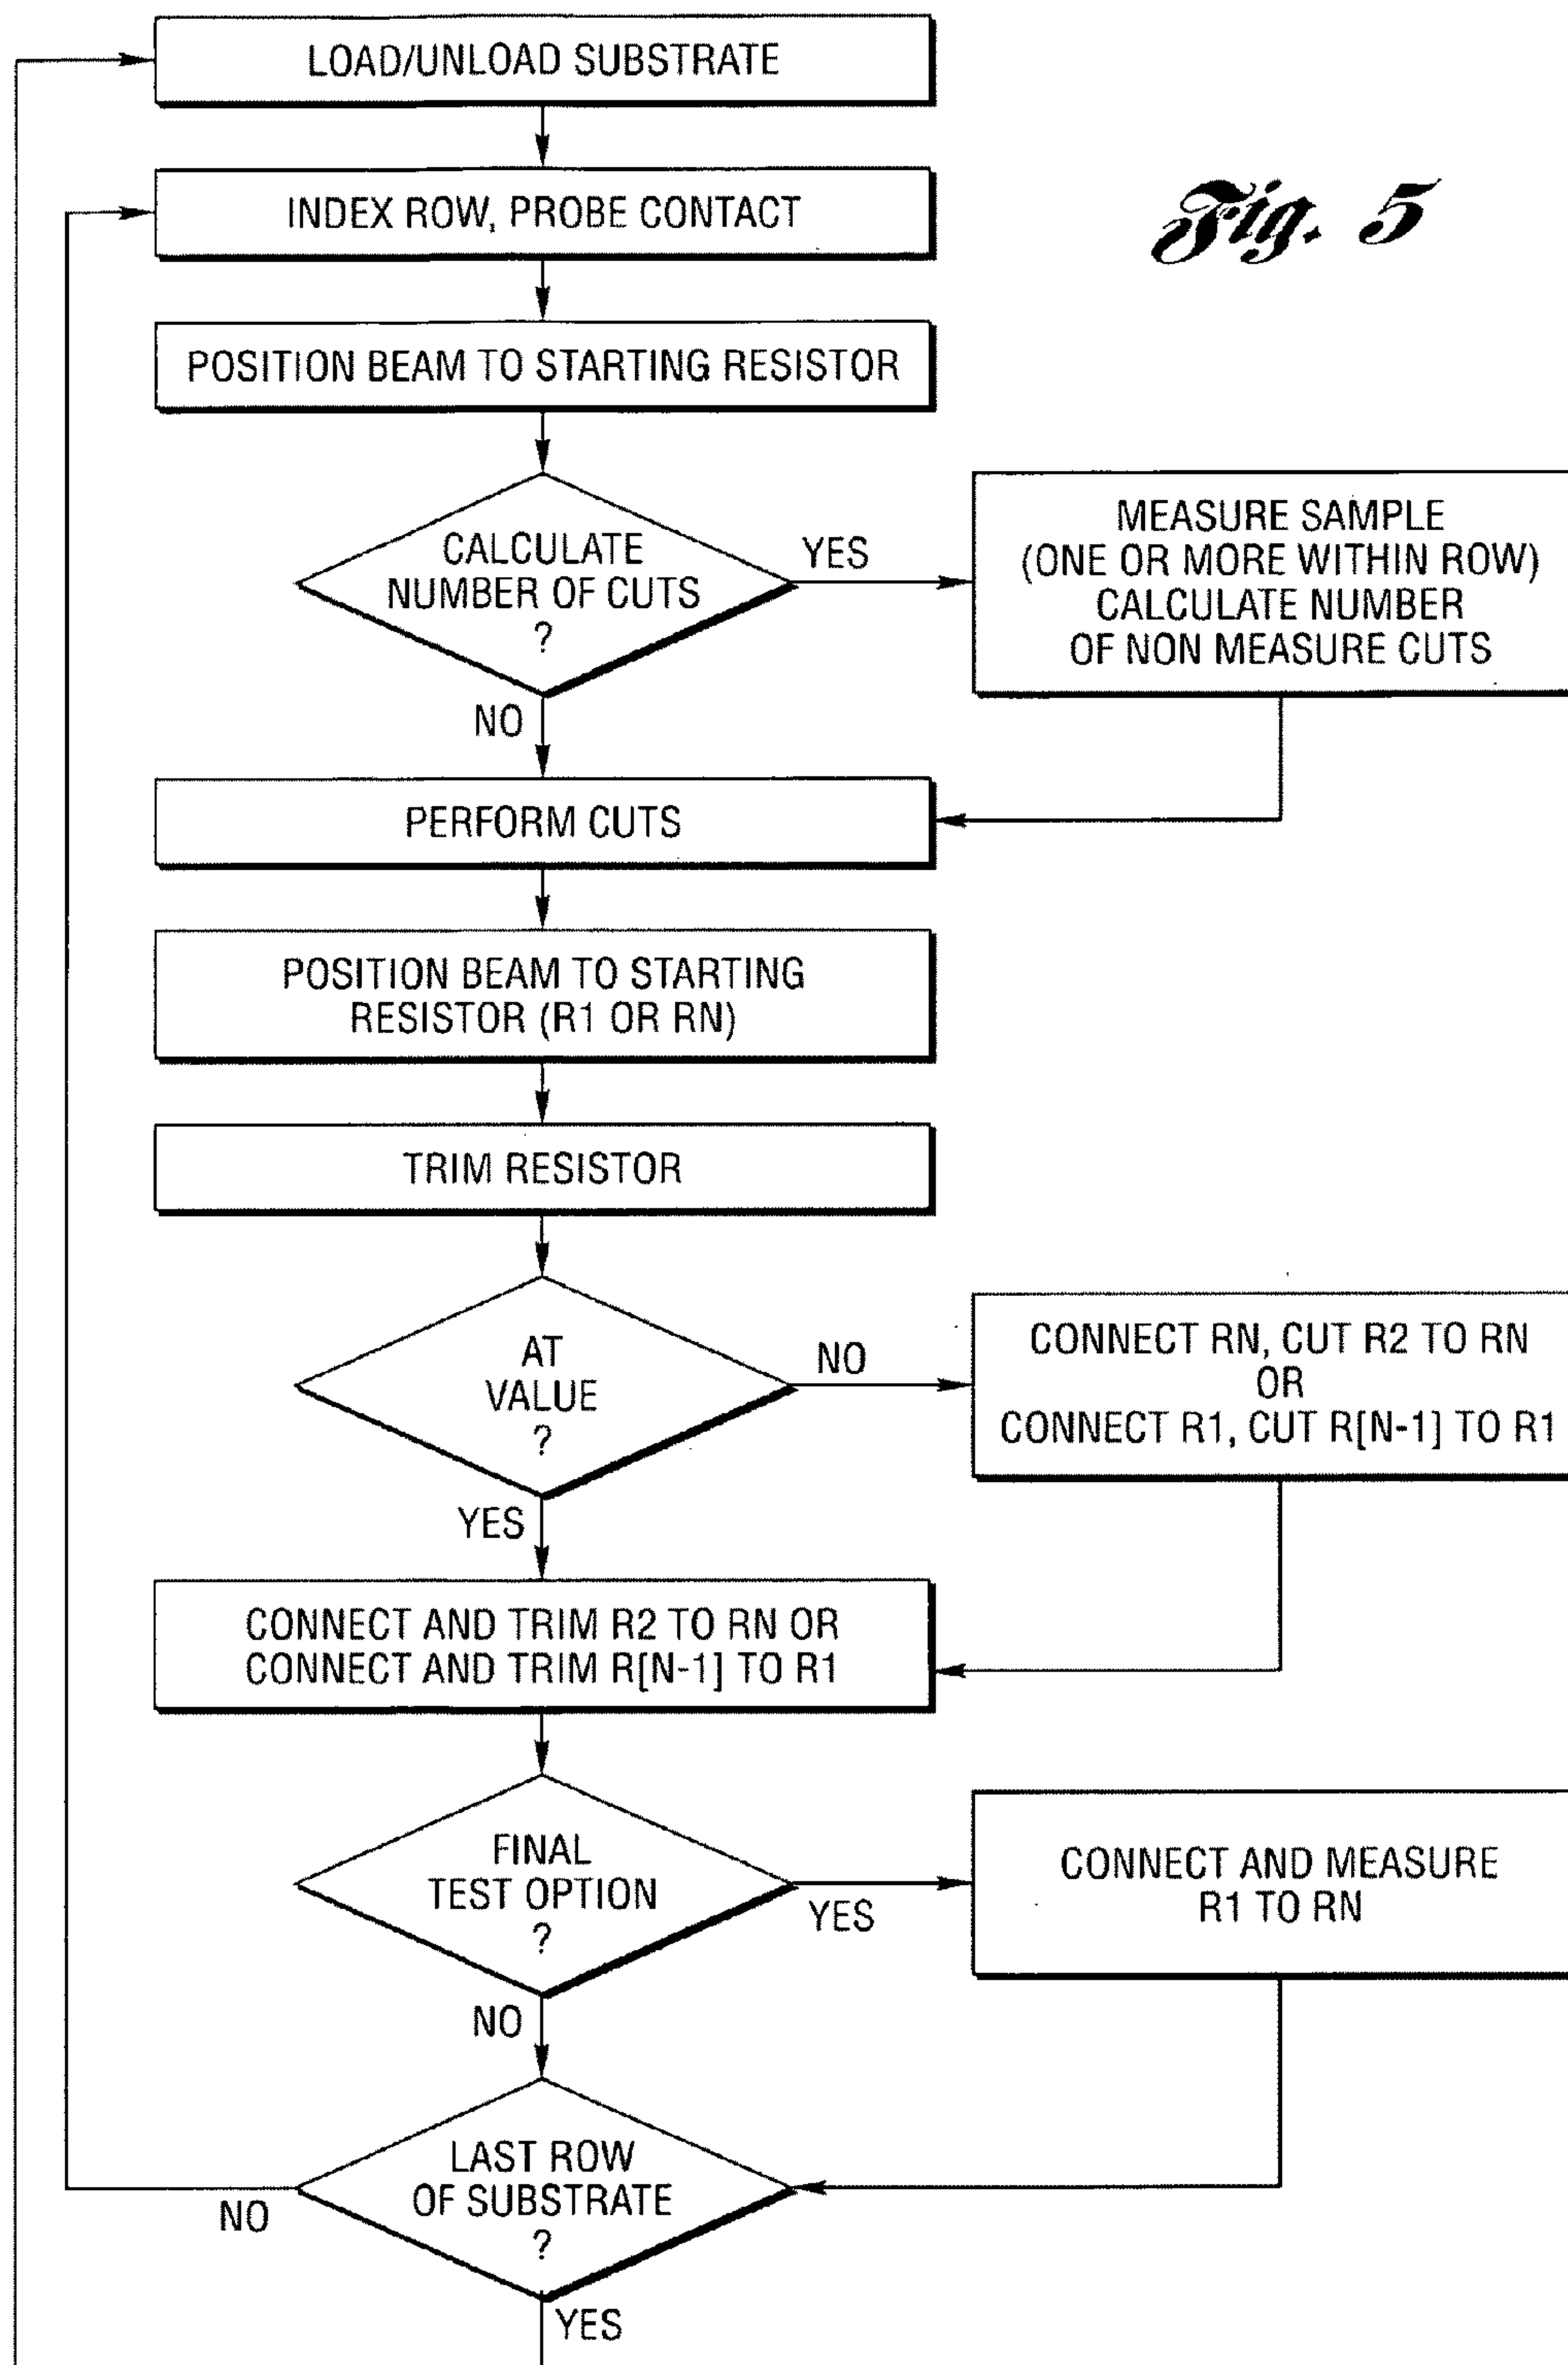 LOAD/UNLOAD SUBSTRATE
INDEX ROW, PROBE CONTACT
Fig. 5
POSITION BEAM TO STARTING RESISTOR
CALCULATE
NUMBER OF CUTS
?
YES
MEASURE SAMPLE
(ONE OR MORE WITHIN ROW)
CALCULATE NUMBER
OF NON MEASURE CUTS
NO
PERFORM CUTS
POSITION BEAM TO STARTING
RESISTOR (R1 OR RN)
TRIM RESISTOR
AT
VALUE
?
NO
CONNECT RN, CUT R2 TO RN
OR
CONNECT R1, CUT R[N-1] TO R1
YES
CONNECT AND TRIM R2 TO RN OR
CONNECT AND TRIM R[N-1] TO R1
FINAL
TEST OPTION
?
YES
CONNECT AND MEASURE
R1 TO RN
NO
LAST ROW
OF SUBSTRATE
?
NO
YES